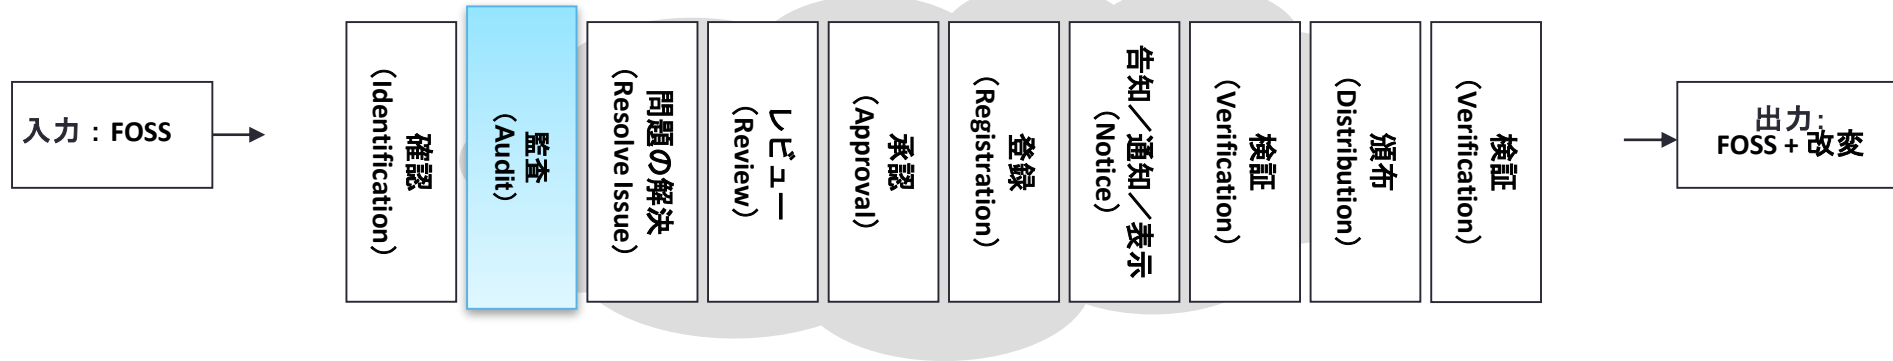 入力：FOSS
確認
（Identification）
監査
（Audit）
問題の解決
（Resolve Issue）
レビュー
（Review）
承認
（Approval）
登録
（Registration）
告知／通知／表示
（Notice）
検証
（Verification）
頒布
（Distribution）
検証
（Verification）
出力：
FOSS + 改変